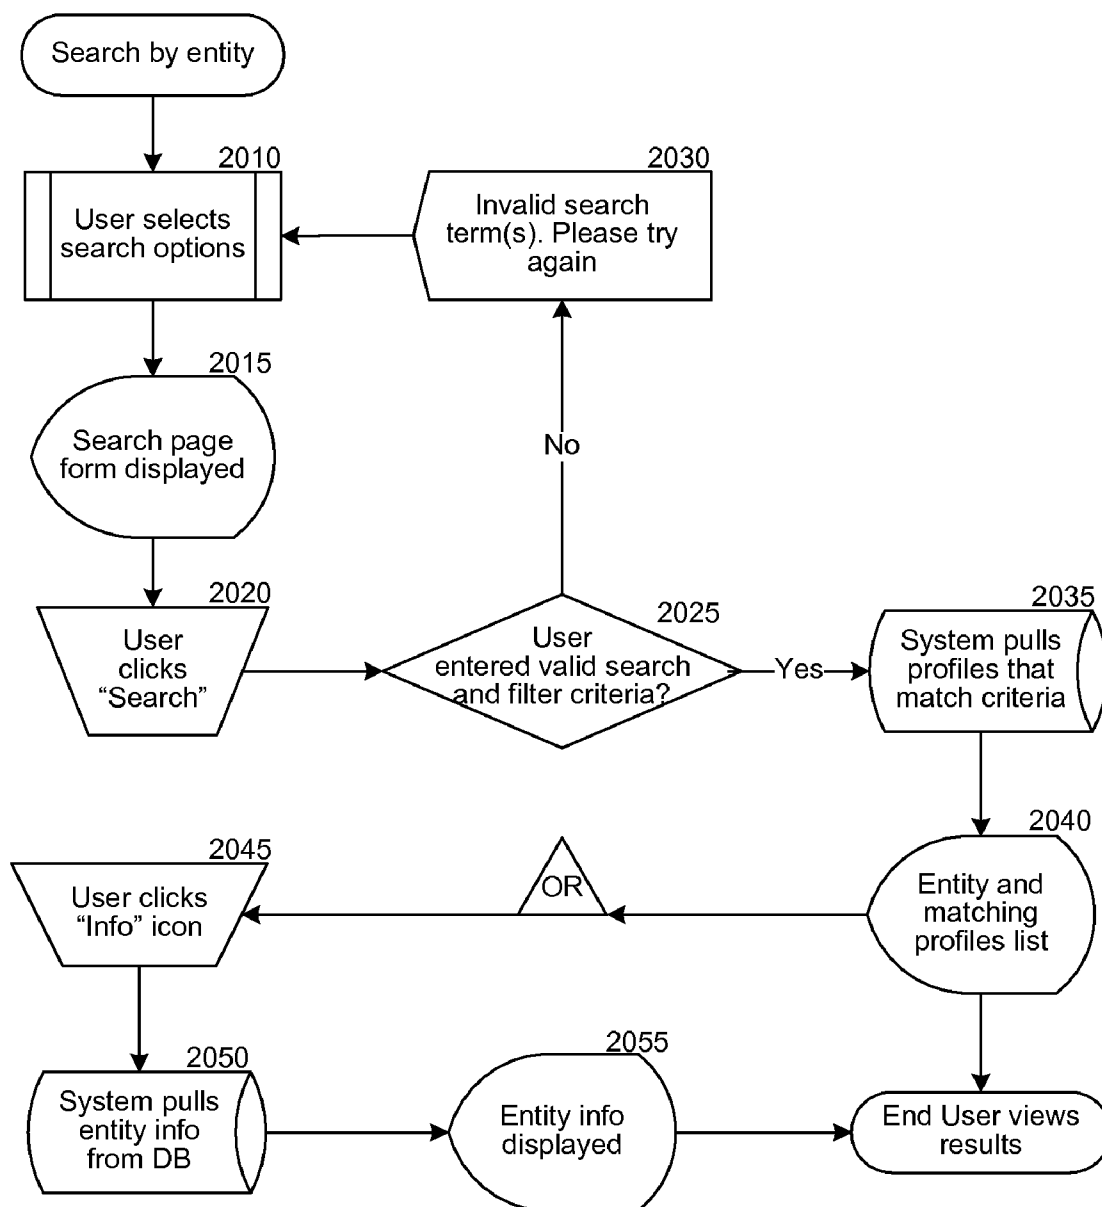 Search by entity
2010
User selects
search options
2030
Invalid search
term(s). Please try
again
2015
Search page
form displayed
No
2020
User
clicks
“Search”
2025
User
entered valid search
and filter criteria?
Yes
2035
System pulls
profiles that
match criteria
2040
Entity and
matching
profiles list
OR
2045
User clicks
“Info” icon
2050
System pulls
entity info
from DB
2055
Entity info
displayed
End User views
results